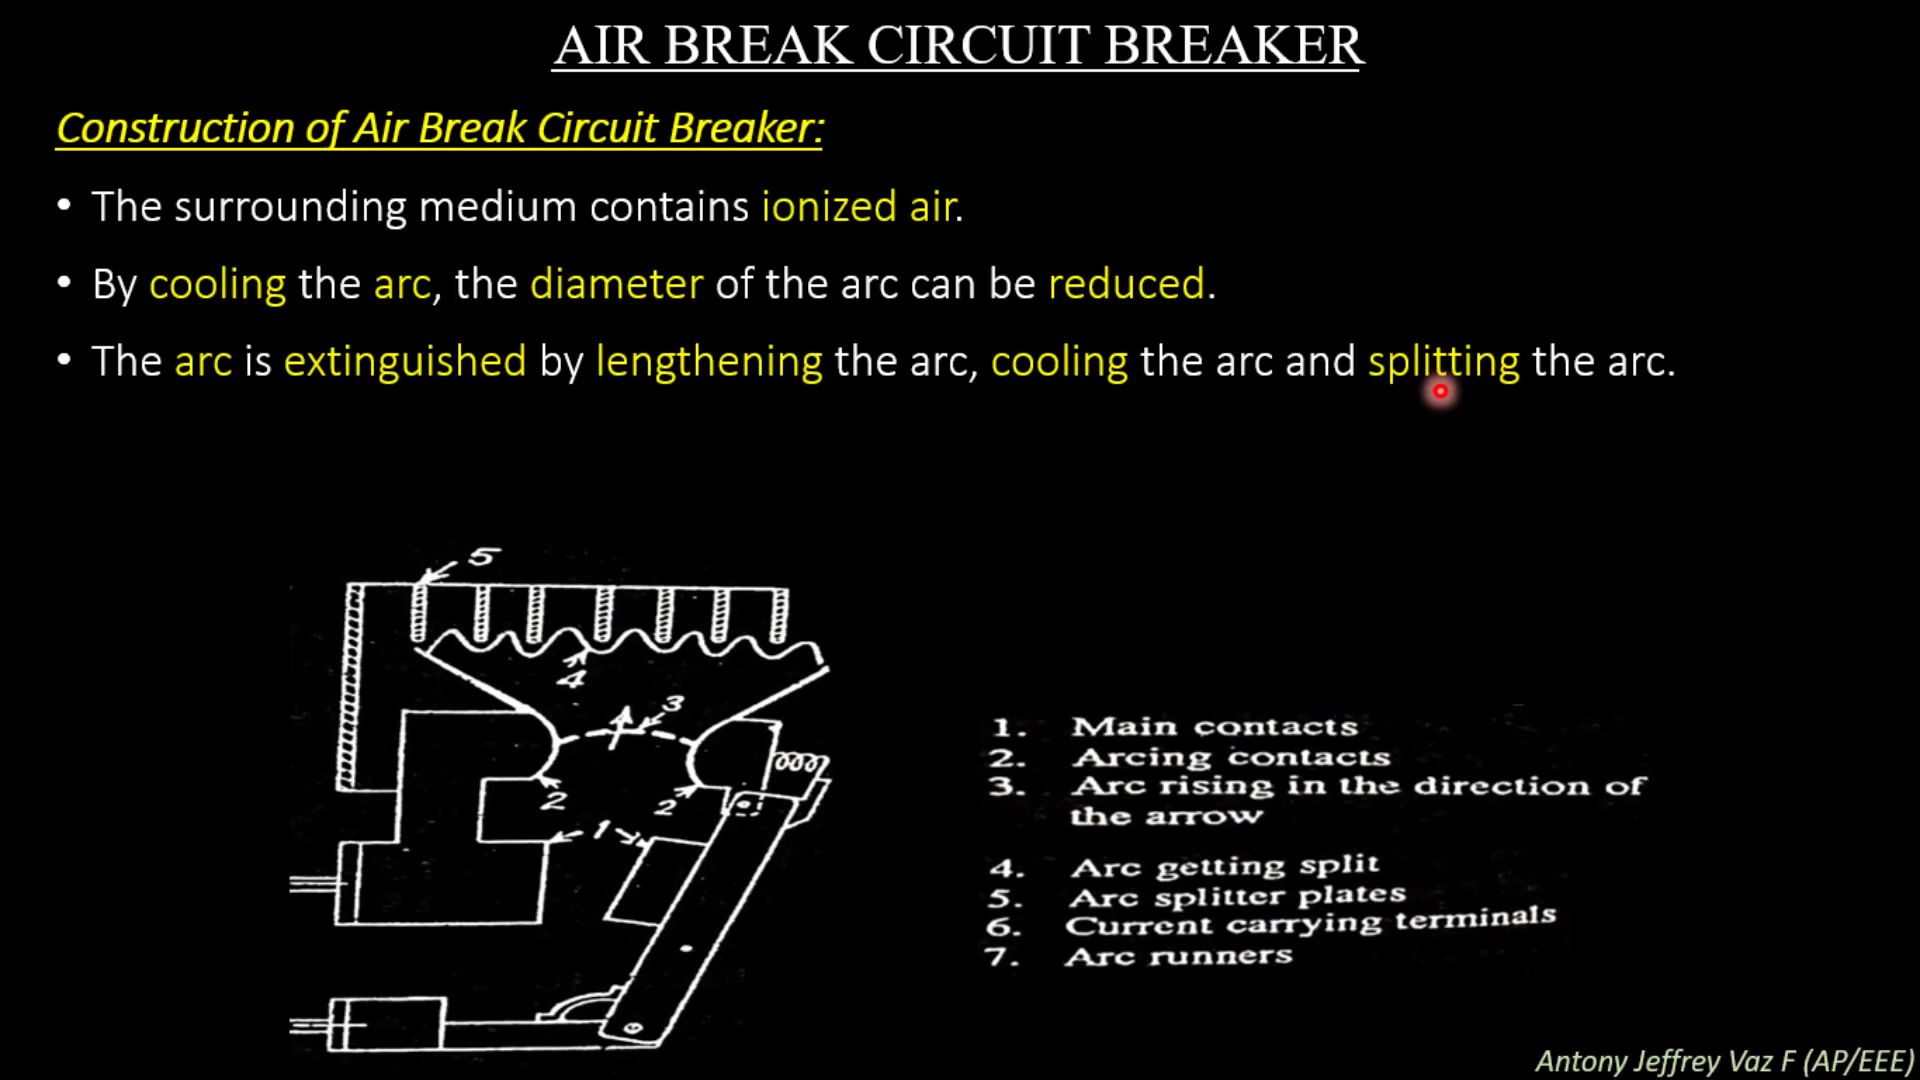 AIR BREAK CIRCUIT BREAKER
Construction of Air Break Circuit Breaker:
• The surrounding medium contains ionized air.
• By cooling the arc, the diameter of the arc can be reduced.
• The arc is extinguished by lengthening the arc, cooling the arc and splitting the arc.
5
4
3
2
2
1
1. Main contacts
2. Arcing contacts
3. Arc rising in the direction of
the arrow
4. Arc getting split
5. Arc splitter plates
6. Current carrying terminals
7. Arc runners
Antony Jeffrey Vaz F (AP/EEE)